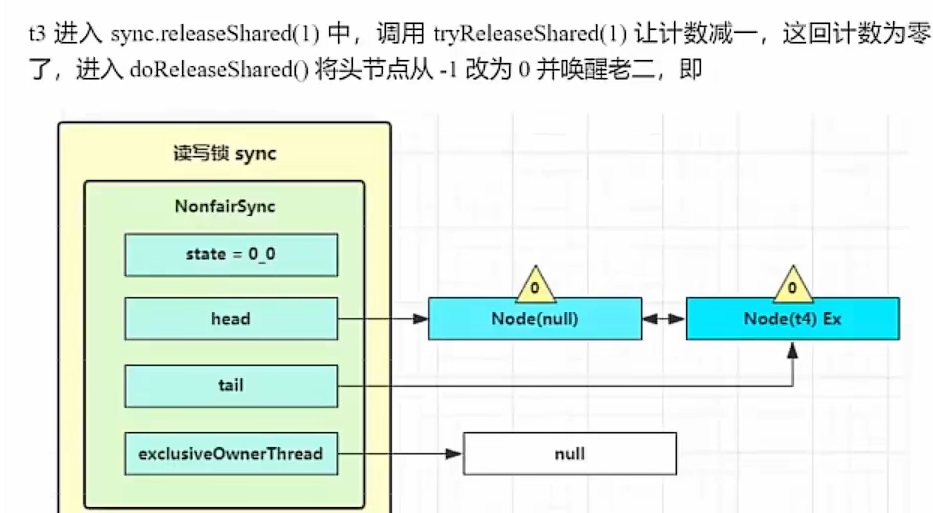 t3 进入 sync.releaseShared(1) 中，调用 tryReleaseShared(1) 让计数减一，这回计数为零
了，进入 doReleaseShared() 将头节点从 -1 改为 0 并唤醒老二，即
读写锁 sync
NonfairSync
state = 0_0
head
0
Node(null)
0
Node(t4) Ex
tail
exclusiveOwnerThread
null